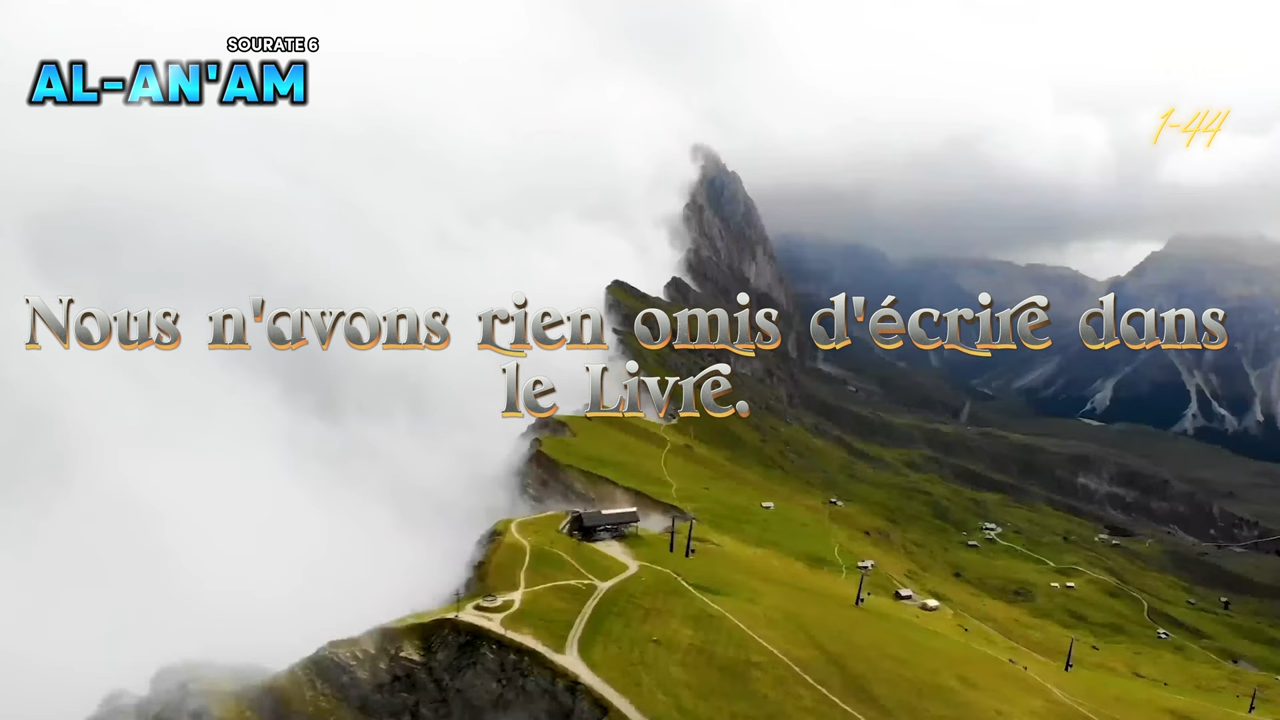 SOURATE 6
AL-AN'AM
1-44
Nous n'avons rien omis d'écrire dans
le Livre.